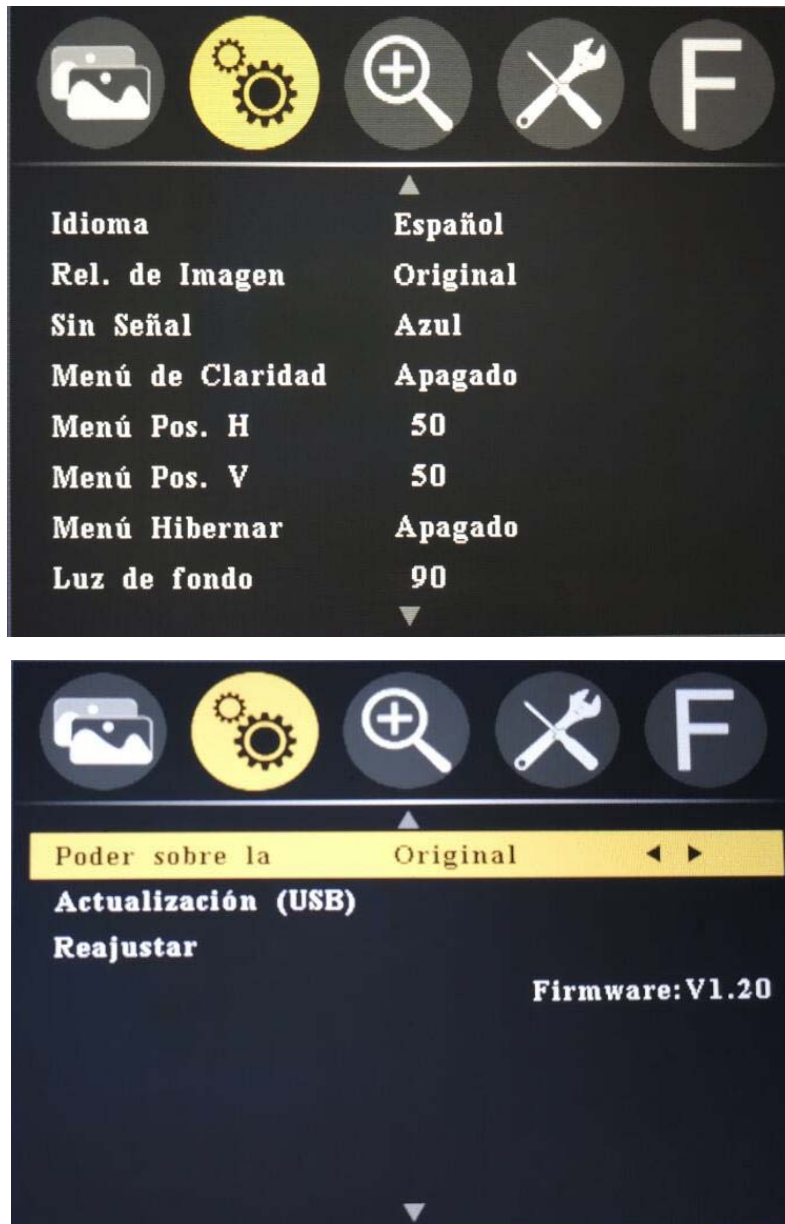 F
Idioma Español
Rel. de Imagen Original
Sin Señal Azul
Menú de Claridad Apagado
Menú Pos. H 50
Menú Pos. V 50
Menú Hibernar Apagado
Luz de fondo 90
F
Poder sobre la Original
Actualización (USB)
Reajustar
Firmware:V1.20